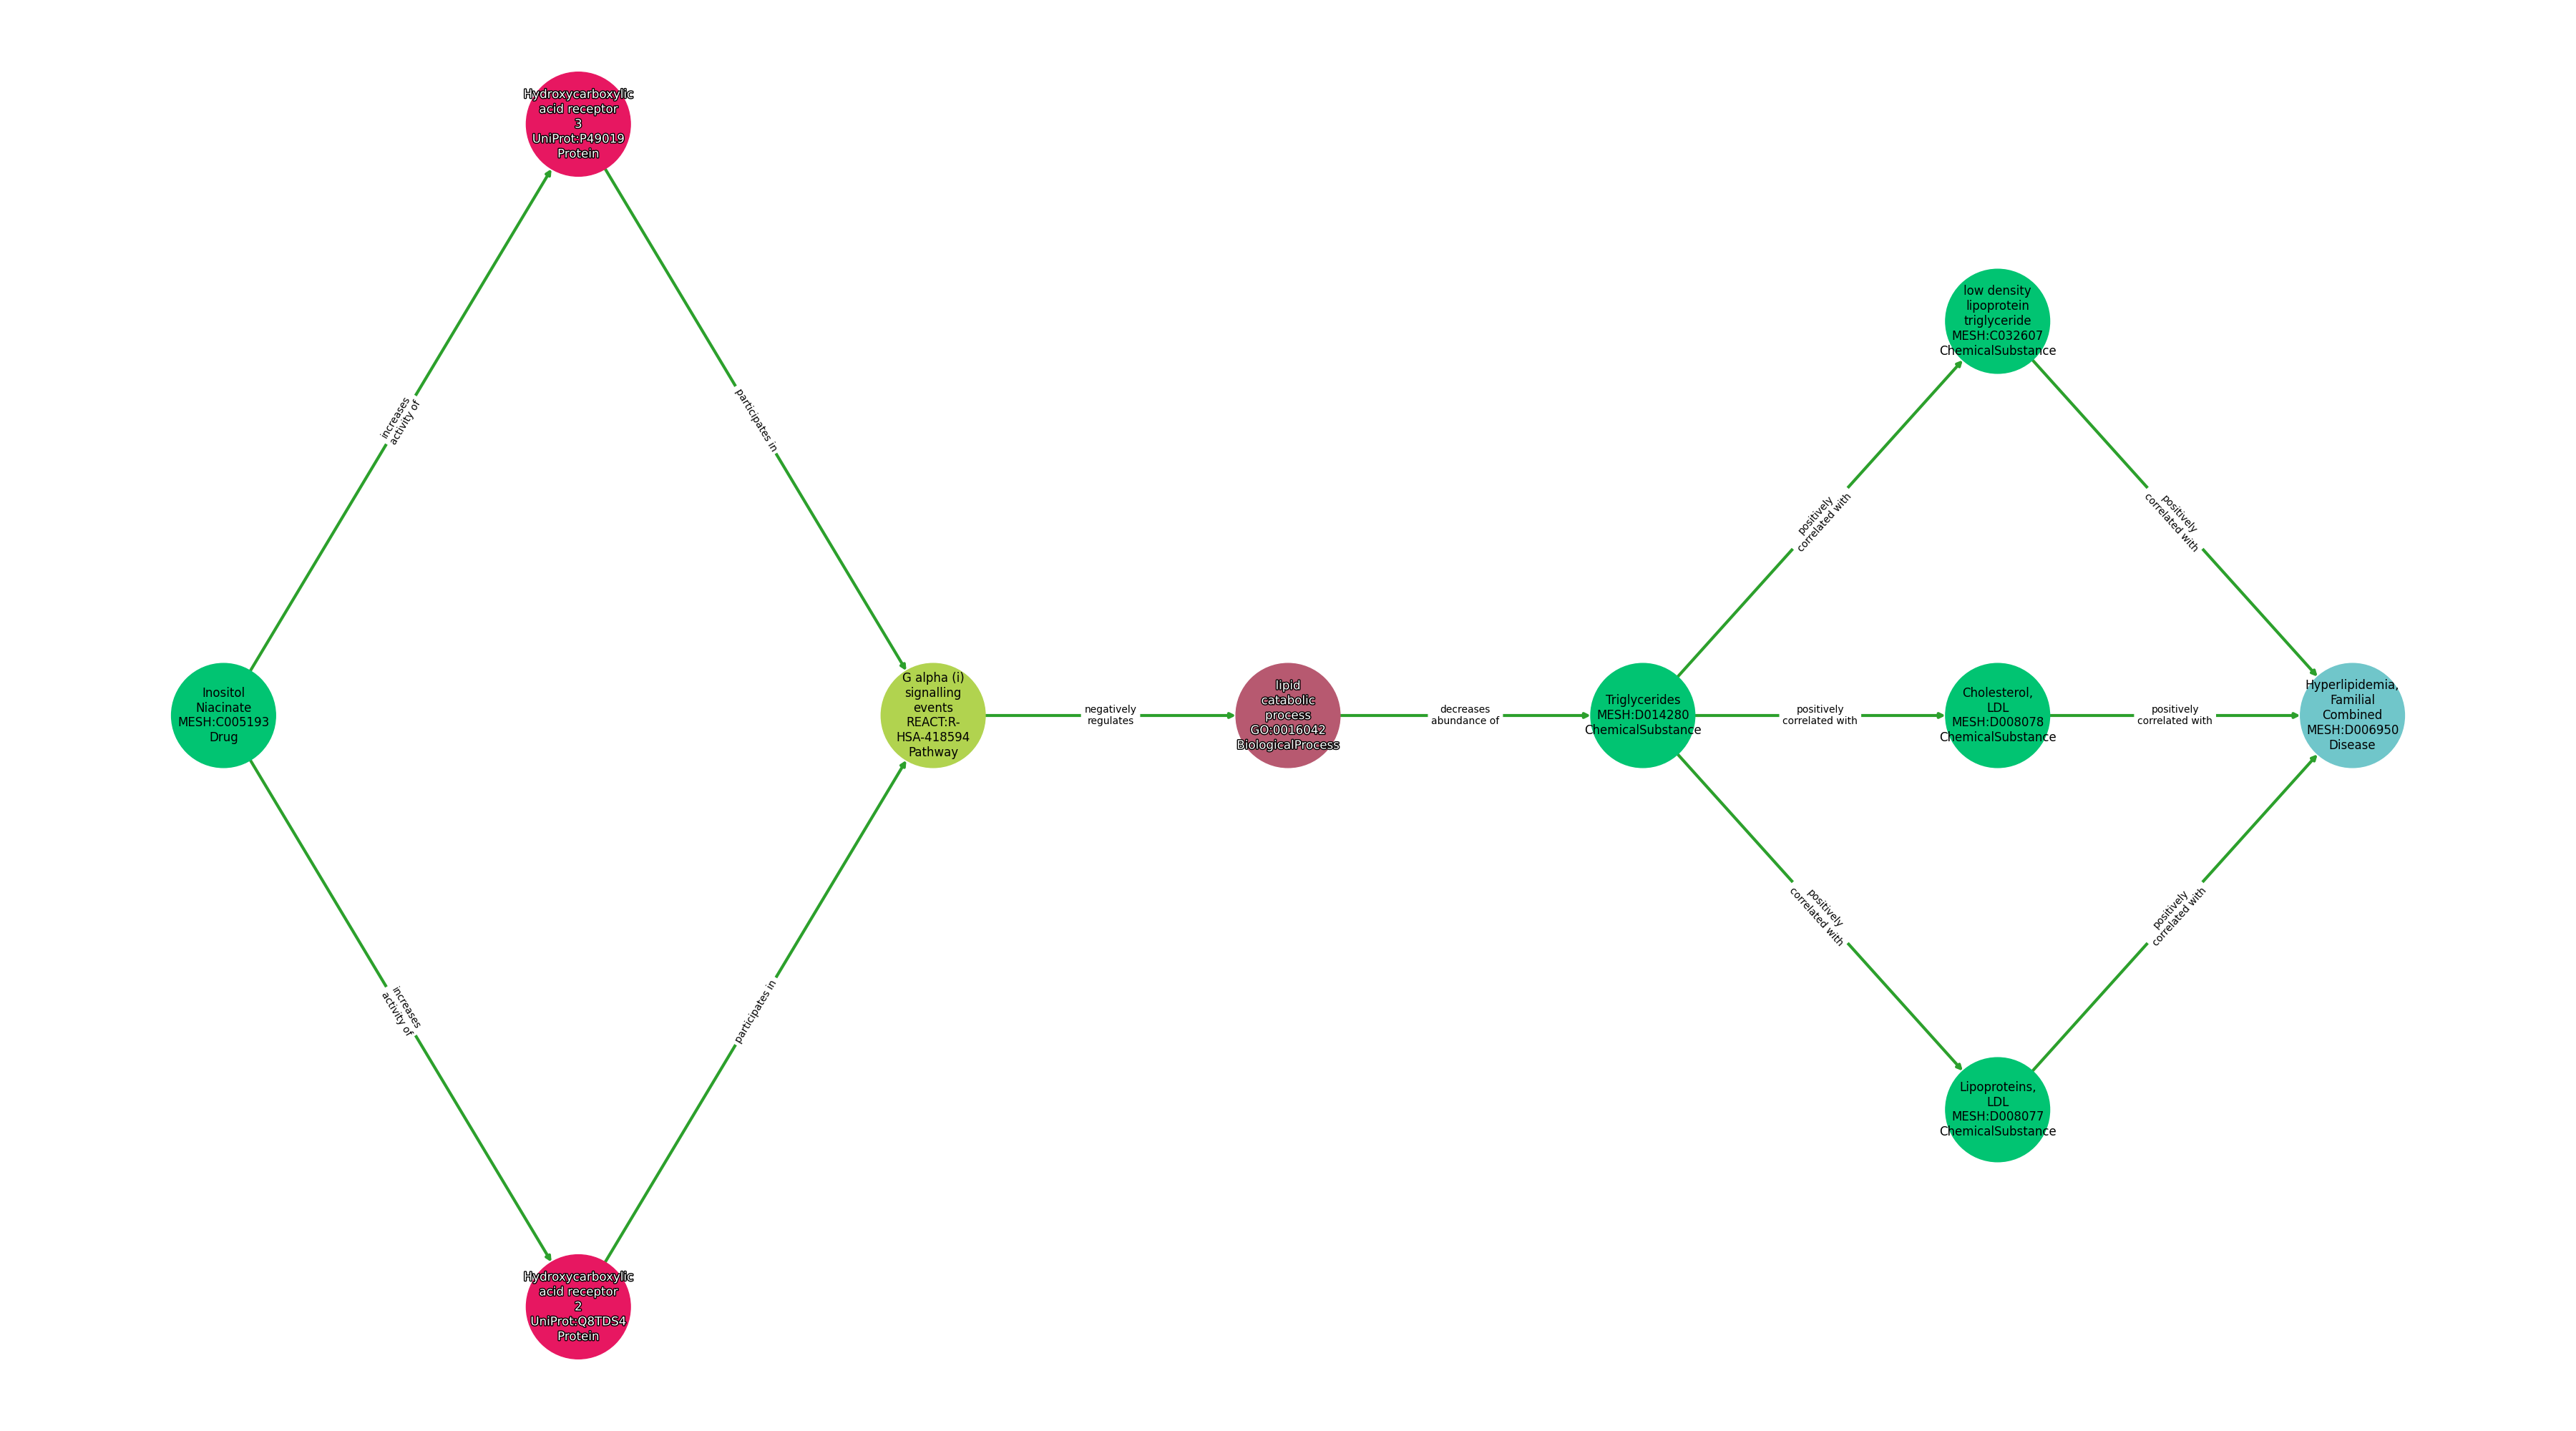 Hydroxycarboxylic
acid receptor
3
UniProt:P49019
Protein
low density
lipoprotein
triglyceride
MESH:C032607
ChemicalSubstance
increases
activity of
participates in
positively
correlated with
positively
correlated with
Inositol
Niacinate
MESH:C005193
Drug
G alpha (i)
signalling
events
REACT:R-
HSA-418594
Pathway
negatively
regulates
lipid
catabolic
process
GO:0016042
BiologicalProcess
decreases
abundance of
Triglycerides
MESH:D014280
ChemicalSubstance
positively
correlated with
Cholesterol,
LDL
MESH:D008078
ChemicalSubstance
positively
correlated with
Hyperlipidemia,
Familial
Combined
MESH:D006950
Disease
increases
activity of
participates in
positively
correlated with
positively
correlated with
Lipoproteins,
LDL
MESH:D008077
ChemicalSubstance
Hydroxycarboxylic
acid receptor
2
UniProt:Q8TDS4
Protein